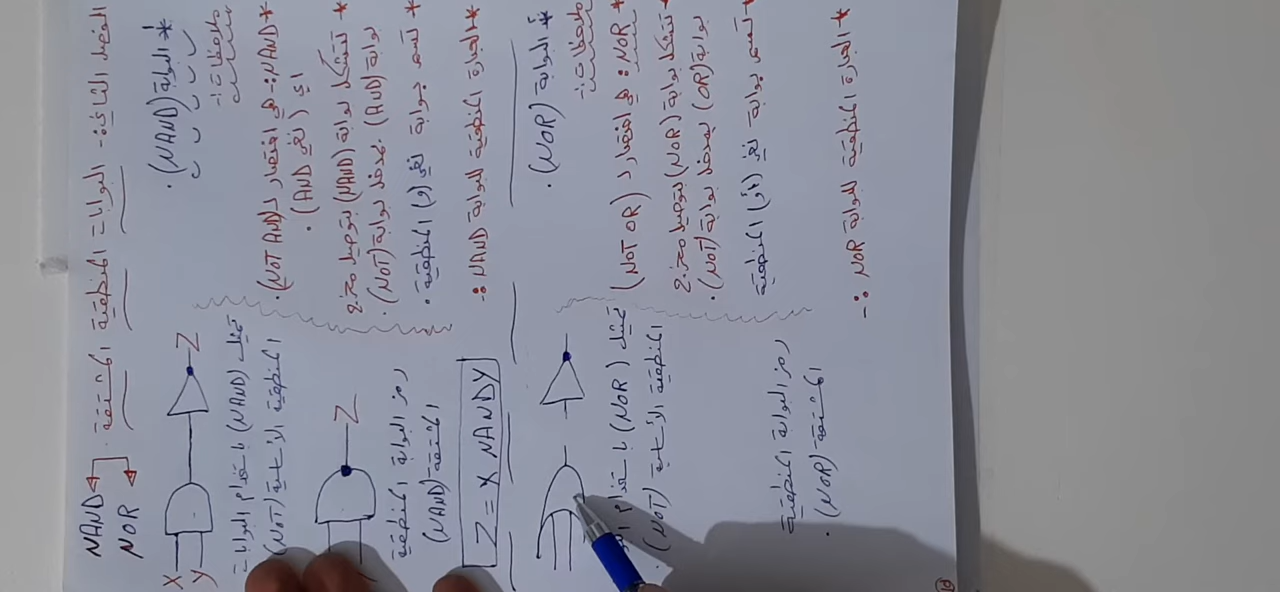 الفصل الثاني :- البوابات المنطقية المشتقة .
NAND
NOR
* البوابة (NAND) .
ملاحظات :-
* NAND :- هي اختصار لـ (NOT AND) .
اي (نفي AND) .
* تتشكل بوابة (NAND) بتوصيل مخرج
بوابة (AND) بمدخل بوابة (NOT) .
* تسمى بوابة نفي (و) المنطقية .
* العبارة المنطقية للبوابة NAND :-
X
Y
Z
تمثيل (NAND) باستخدام البوابات
المنطقية الأساسية (NOT)
Z
رمز البوابة المنطقية
المشتقة (NAND)
Z = X NAND Y
* البوابة (NOR) .
ملاحظات :-
* NOR : هي اختصار لـ (NOT OR)
* تتشكل بوابة (NOR) بتوصيل مخرج
بوابة (OR) بمدخل بوابة (NOT) .
* تسمى بوابة نفي (أو) المنطقية
* العبارة المنطقية للبوابة NOR :-
تمثيل (NOR) باستخدام
المنطقية الأساسية (NOT) .
رمز البوابة المنطقية
المشتقة (NOR) .